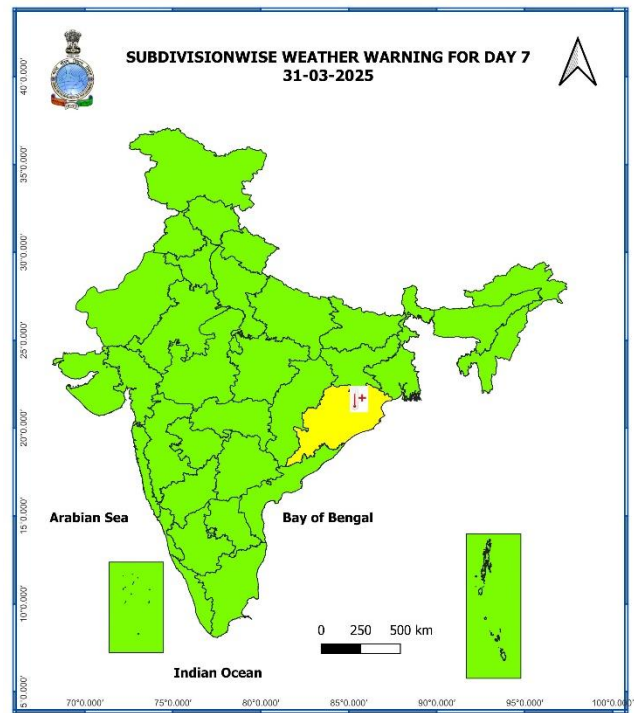 SUBDIVISIONWISE WEATHER WARNING FOR DAY 7
31-03-2025
40°0.000'
35°0.000'
30°0.000'
25°0.000'
20°0.000'
15°0.000'
10°0.000'
5°0.000'
Arabian Sea
Bay of Bengal
0 250 500 km
Indian Ocean
70°0.000' 75°0.000' 80°0.000' 85°0.000' 90°0.000' 95°0.000' 100°0.000'